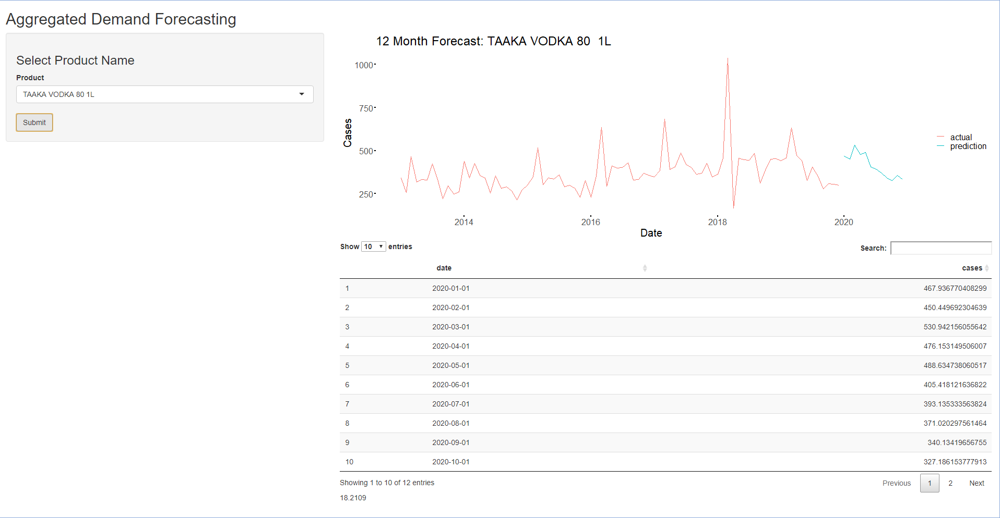 Aggregated Demand Forecasting
Select Product Name
Product
TAAKA VODKA 80 1L
Submit
12 Month Forecast: TAAKA VODKA 80  1L
1000
750
500
250
Cases
2014 2016 2018 2020
Date
actual
prediction
Show 10 entries Search:
date cases
1 2020-01-01 467.936770408299
2 2020-02-01 450.449692304639
3 2020-03-01 530.942156055642
4 2020-04-01 476.153149506007
5 2020-05-01 488.634738060517
6 2020-06-01 405.418121636822
7 2020-07-01 393.135333563824
8 2020-08-01 371.020297561464
9 2020-09-01 340.13419656755
10 2020-10-01 327.186153777913
Showing 1 to 10 of 12 entries Previous 1 2 Next
18.2109